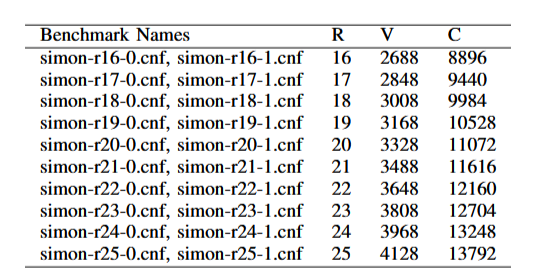 Benchmark Names R V C
simon-r16-0.cnf, simon-r16-1.cnf 16 2688 8896
simon-r17-0.cnf, simon-r17-1.cnf 17 2848 9440
simon-r18-0.cnf, simon-r18-1.cnf 18 3008 9984
simon-r19-0.cnf, simon-r19-1.cnf 19 3168 10528
simon-r20-0.cnf, simon-r20-1.cnf 20 3328 11072
simon-r21-0.cnf, simon-r21-1.cnf 21 3488 11616
simon-r22-0.cnf, simon-r22-1.cnf 22 3648 12160
simon-r23-0.cnf, simon-r23-1.cnf 23 3808 12704
simon-r24-0.cnf, simon-r24-1.cnf 24 3968 13248
simon-r25-0.cnf, simon-r25-1.cnf 25 4128 13792